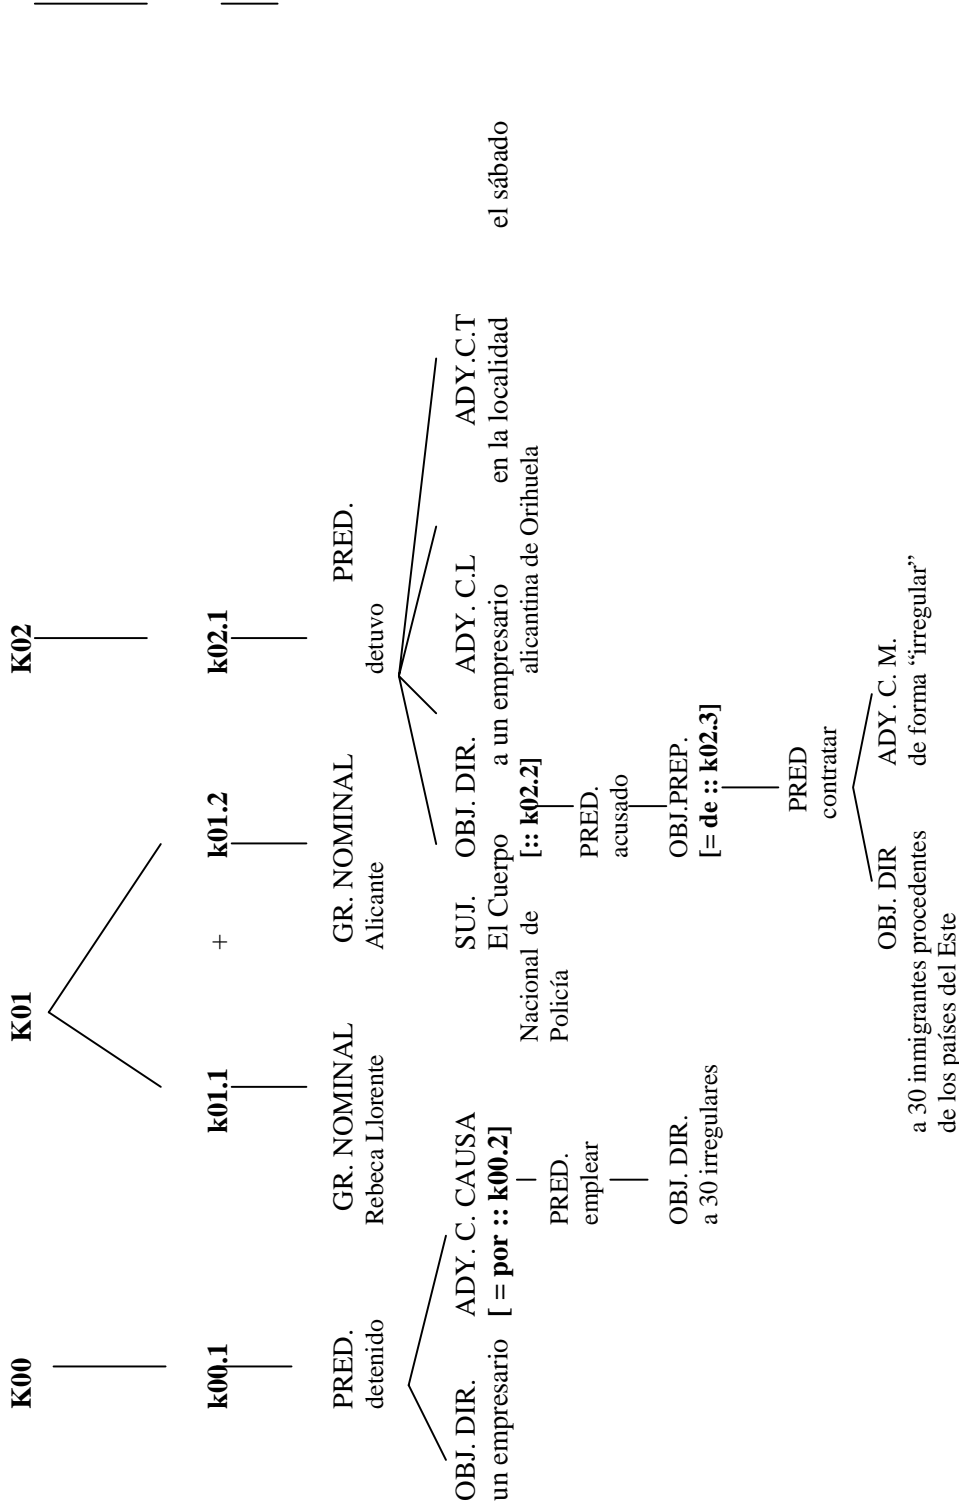 K00
K01
K02
k00.1
k01.1
+
k01.2
k02.1
PRED.
detenido
GR. NOMINAL
Rebeca Llorente
GR. NOMINAL
Alicante
PRED.
detuvo
OBJ. DIR.
un empresario
ADY. C. CAUSA
[ = por :: k00.2]
PRED.
emplear
OBJ. DIR.
a 30 irregulares
SUJ.
El Cuerpo
Nacional de
Policía
OBJ. DIR.
a un empresario
[:: k02.2]
PRED.
acusado
OBJ.PREP.
[= de :: k02.3]
PRED
contratar
OBJ. DIR
a 30 inmigrantes procedentes
de los países del Este
ADY. C. M.
de forma “irregular”
ADY. C.L
en la localidad
alicantina de Orihuela
ADY.C.T
el sábado